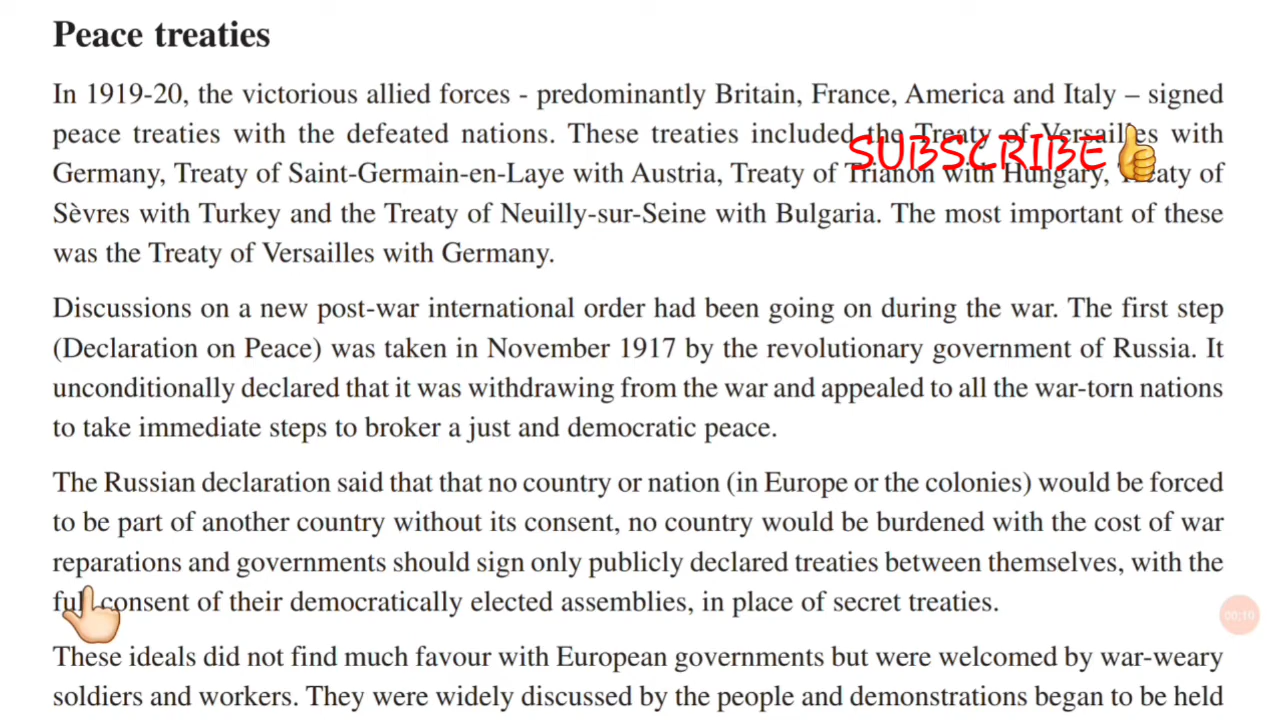 Peace treaties
In 1919-20, the victorious allied forces - predominantly Britain, France, America and Italy – signed
peace treaties with the defeated nations. These treaties included the Treaty of Versailles with
SUBSCRIBE
Germany, Treaty of Saint-Germain-en-Laye with Austria, Treaty of Trianon with Hungary, Treaty of
Sèvres with Turkey and the Treaty of Neuilly-sur-Seine with Bulgaria. The most important of these
was the Treaty of Versailles with Germany.
Discussions on a new post-war international order had been going on during the war. The first step
(Declaration on Peace) was taken in November 1917 by the revolutionary government of Russia. It
unconditionally declared that it was withdrawing from the war and appealed to all the war-torn nations
to take immediate steps to broker a just and democratic peace.
The Russian declaration said that that no country or nation (in Europe or the colonies) would be forced
to be part of another country without its consent, no country would be burdened with the cost of war
reparations and governments should sign only publicly declared treaties between themselves, with the
full consent of their democratically elected assemblies, in place of secret treaties.
00:10
These ideals did not find much favour with European governments but were welcomed by war-weary
soldiers and workers. They were widely discussed by the people and demonstrations began to be held